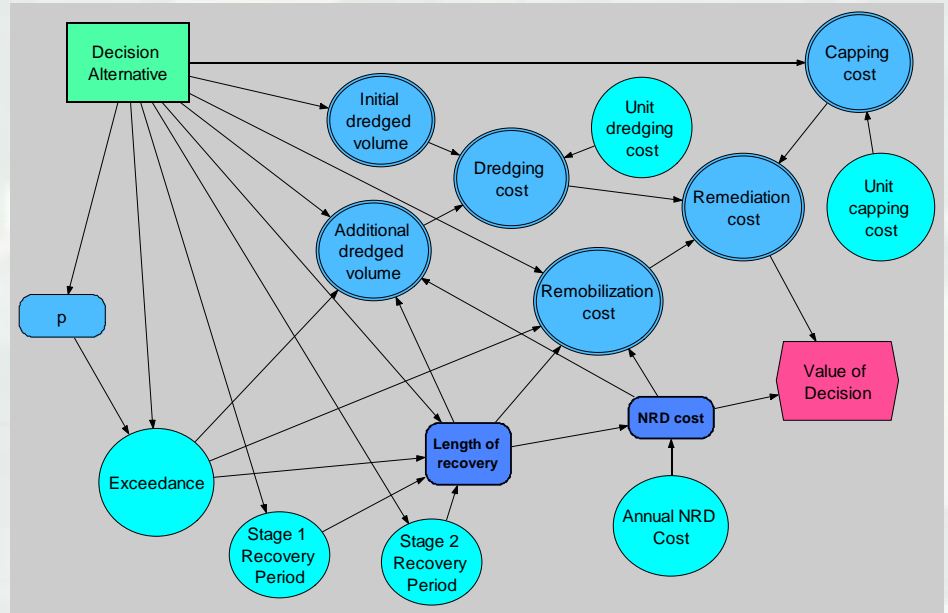 Decision
Alternative
Capping
cost
Initial
dredged
volume
Unit
dredging
cost
Dredging
cost
Remediation
cost
Unit
capping
cost
Additional
dredged
volume
Remobilization
cost
p
Value of
Decision
NRD cost
Length of
recovery
Exceedance
Stage 1
Recovery
Period
Stage 2
Recovery
Period
Annual NRD
Cost